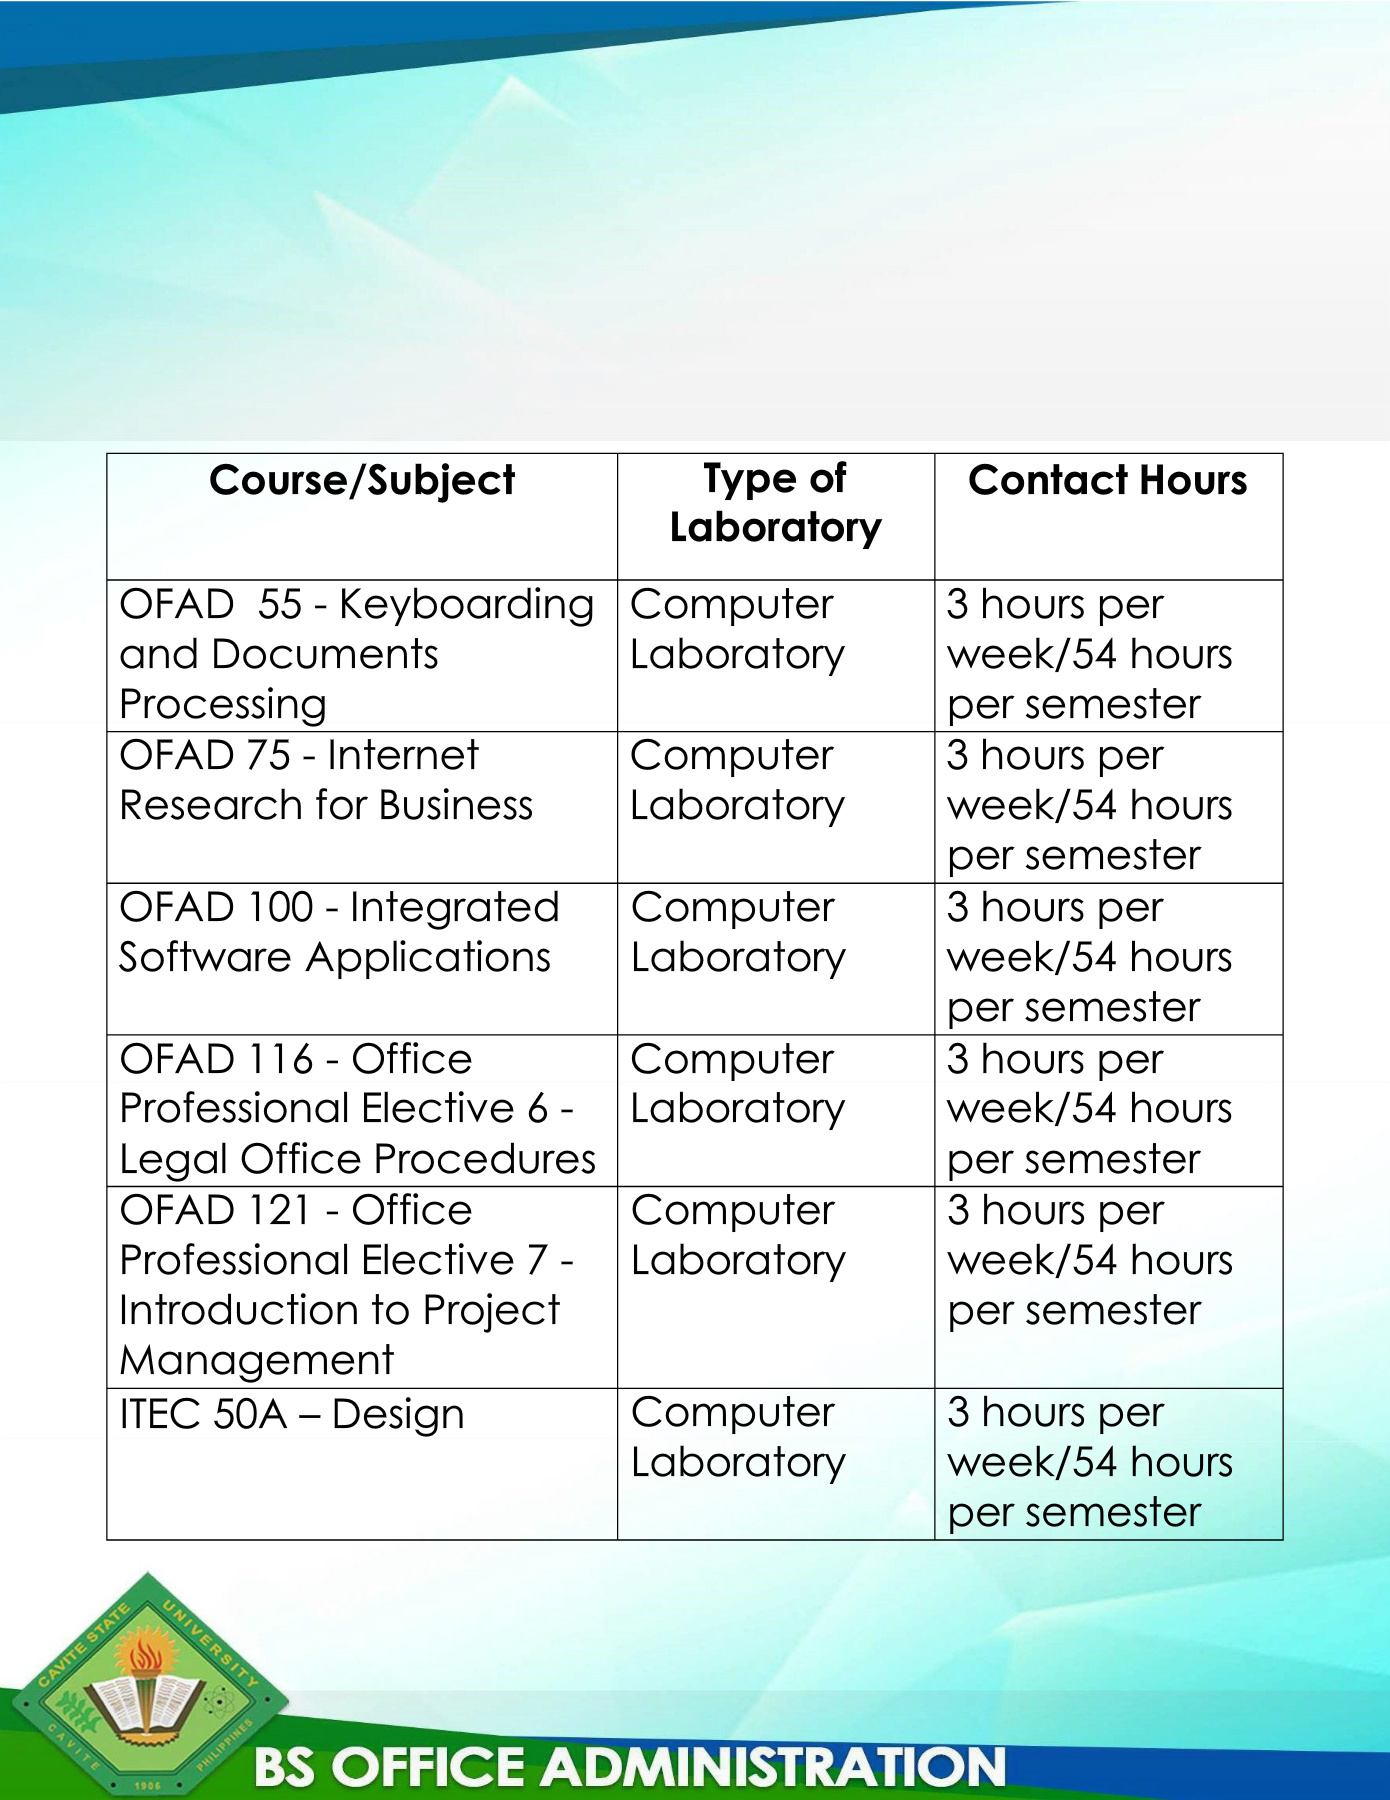 Course/Subject
Type of
Laboratory
Contact Hours
OFAD  55 - Keyboarding
and Documents
Processing
Computer
Laboratory
3 hours per
week/54 hours
per semester
OFAD 75 - Internet
Research for Business
Computer
Laboratory
3 hours per
week/54 hours
per semester
OFAD 100 - Integrated
Software Applications
Computer
Laboratory
3 hours per
week/54 hours
per semester
OFAD 116 - Office
Professional Elective 6 -
Legal Office Procedures
Computer
Laboratory
3 hours per
week/54 hours
per semester
OFAD 121 - Office
Professional Elective 7 -
Introduction to Project
Management
Computer
Laboratory
3 hours per
week/54 hours
per semester
ITEC 50A – Design
Computer
Laboratory
3 hours per
week/54 hours
per semester
CAVITE STATE
UNIVERSITY
CAVITE
1906
PHILIPPINES
BS OFFICE ADMINISTRATION